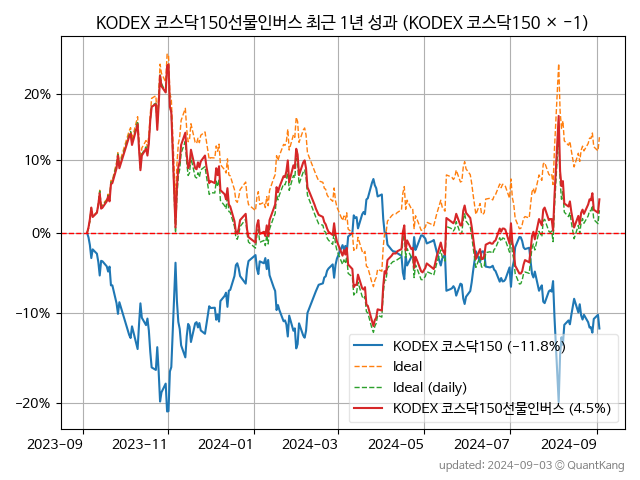 KODEX 코스닥150선물인버스 최근 1년 성과 (KODEX 코스닥150 × −1)
20%
10%
0%
−10%
−20%
KODEX 코스닥150 (−11.8%)
Ideal
Ideal (daily)
KODEX 코스닥150선물인버스 (4.5%)
2023−09
2023−11
2024−01
2024−03
2024−05
2024−07
2024−09
updated: 2024−09−03 © QuantKang